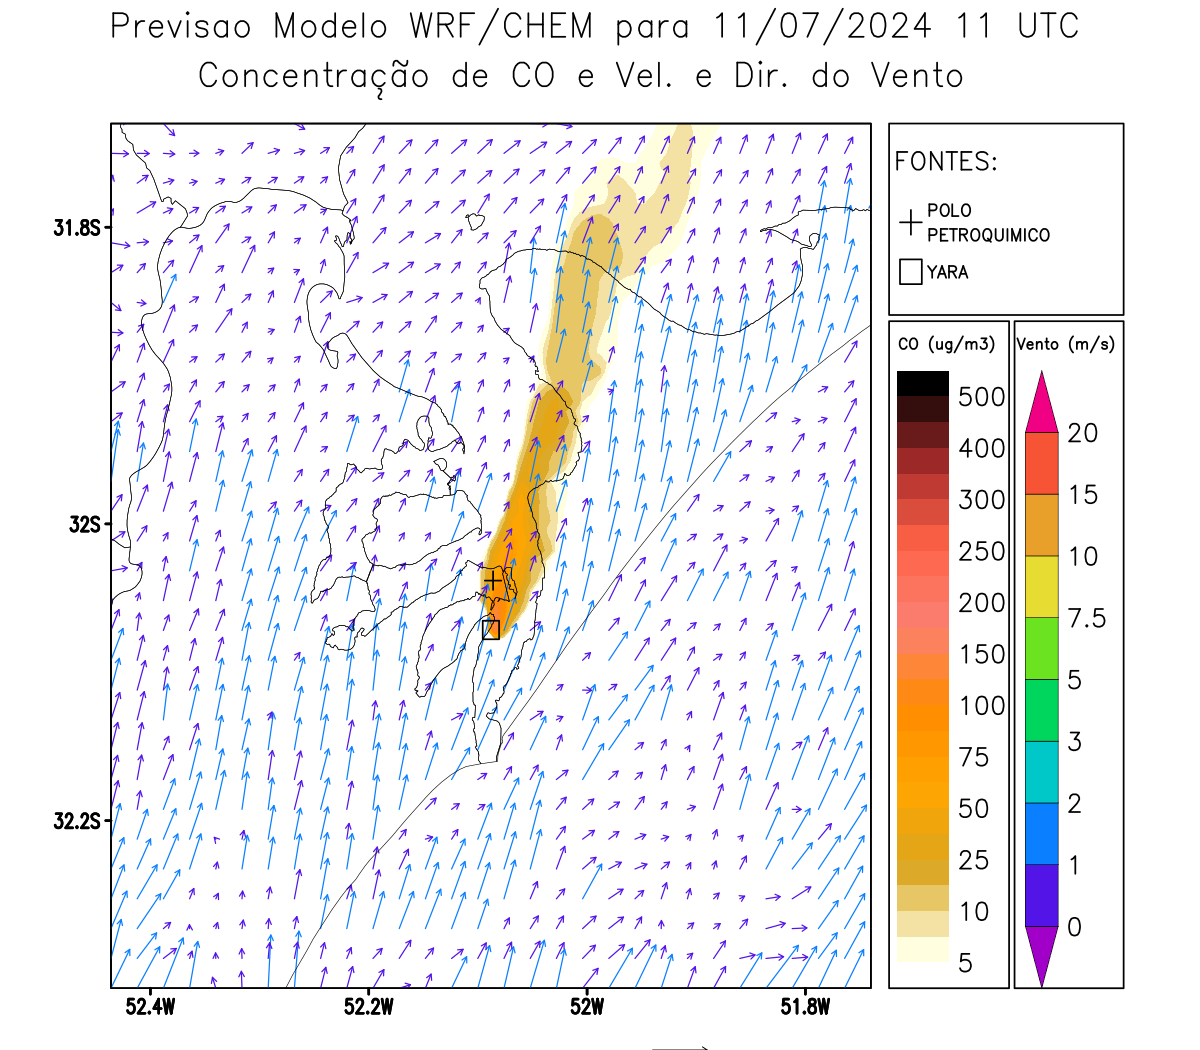 Previsao Modelo WRF/CHEM para 11/07/2024 11 UTC
Concentração de CO e Vel. e Dir. do Vento
FONTES:
POLO
PETROQUIMICO
YARA
CO (ug/m3)
500
400
300
250
200
150
100
75
50
25
10
5
Vento (m/s)
20
15
10
7.5
5
3
2
1
0
31.8S
32S
32.2S
52.4W
52.2W
52W
51.8W